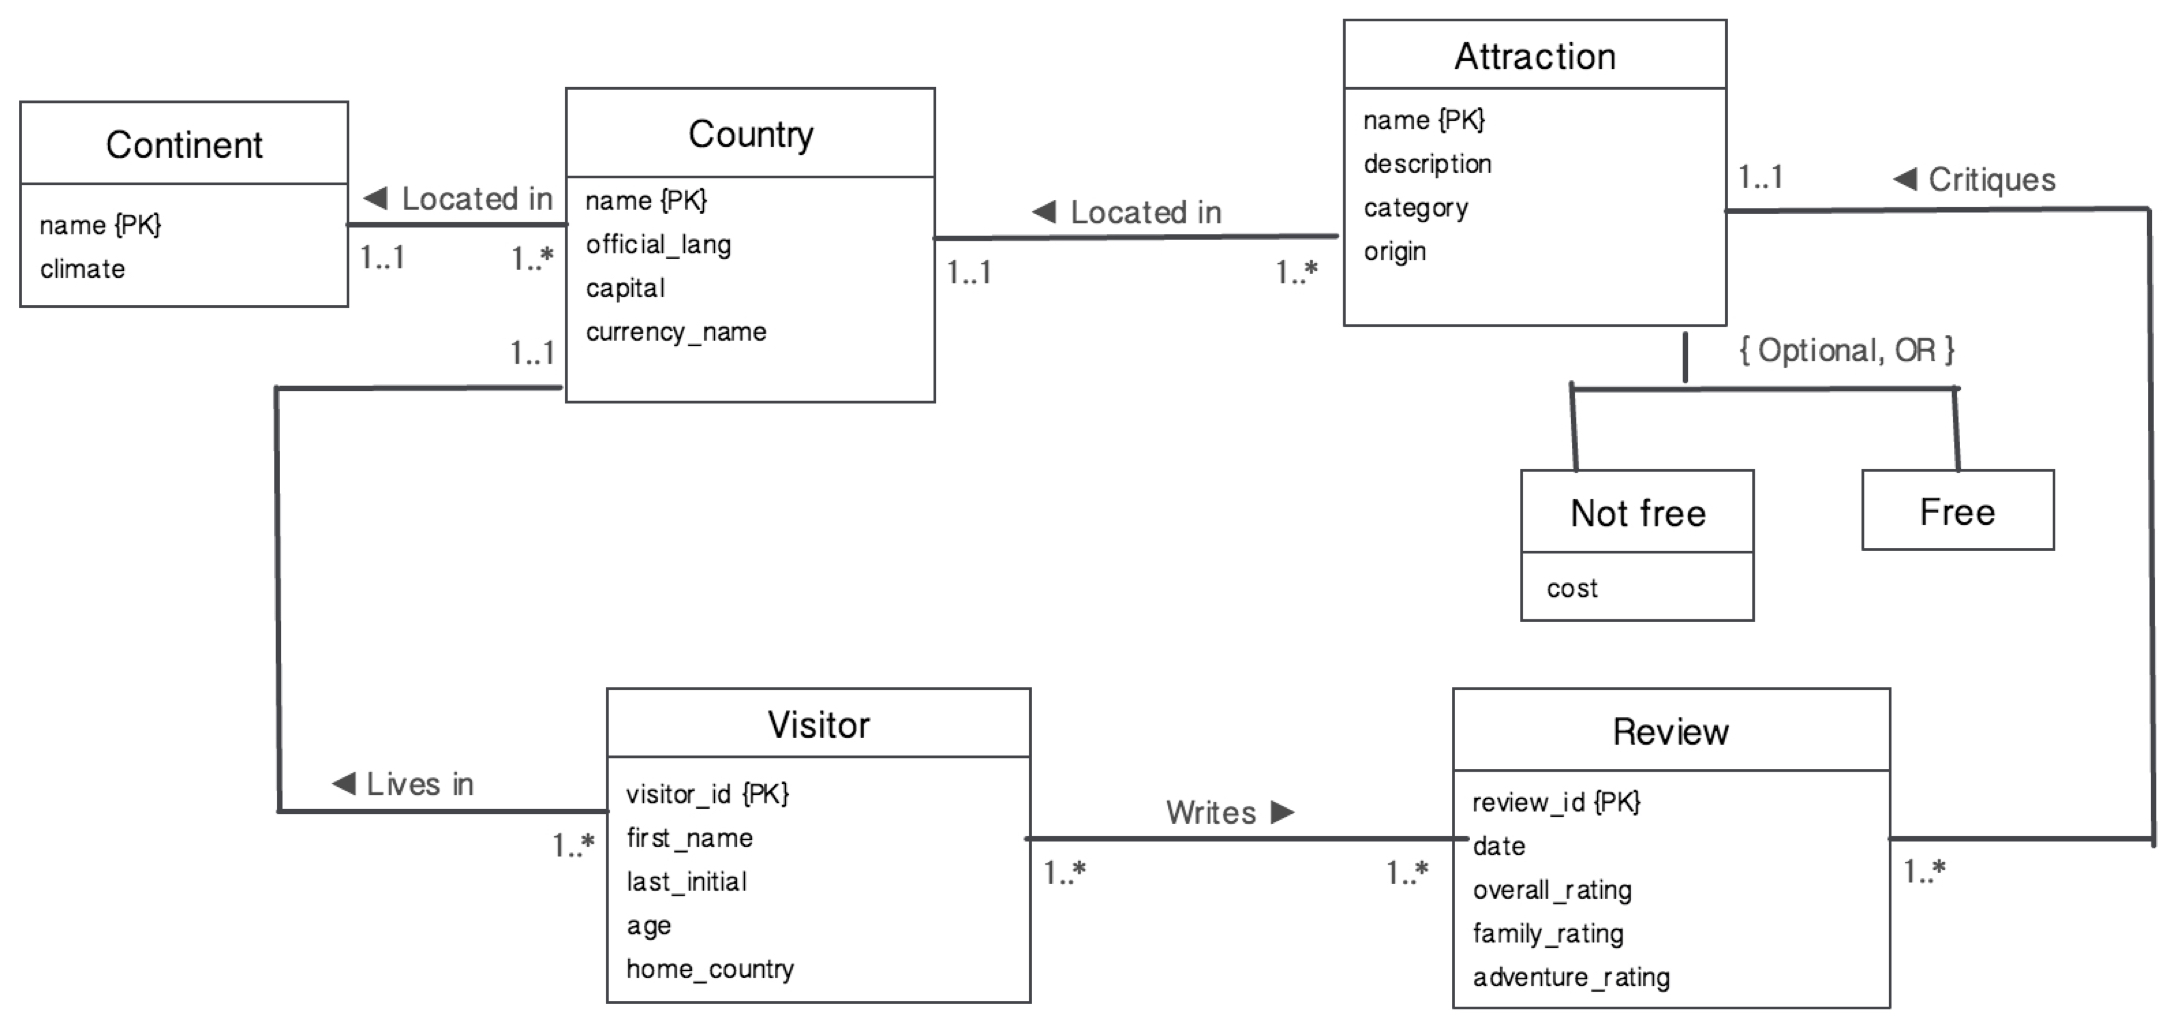 Continent
name {PK}
climate
◄ Located in
1..1
1..*
Country
name {PK}
official_lang
capital
currency_name
1..1
◄ Located in
1..1
1..*
Attraction
name {PK}
description
category
origin
1..1
◄ Critiques
{ Optional, OR }
Not free
cost
Free
◄ Lives in
1..*
Visitor
visitor_id {PK}
first_name
last_initial
age
home_country
Writes ►
1..*
1..*
Review
review_id {PK}
date
overall_rating
family_rating
adventure_rating
1..*